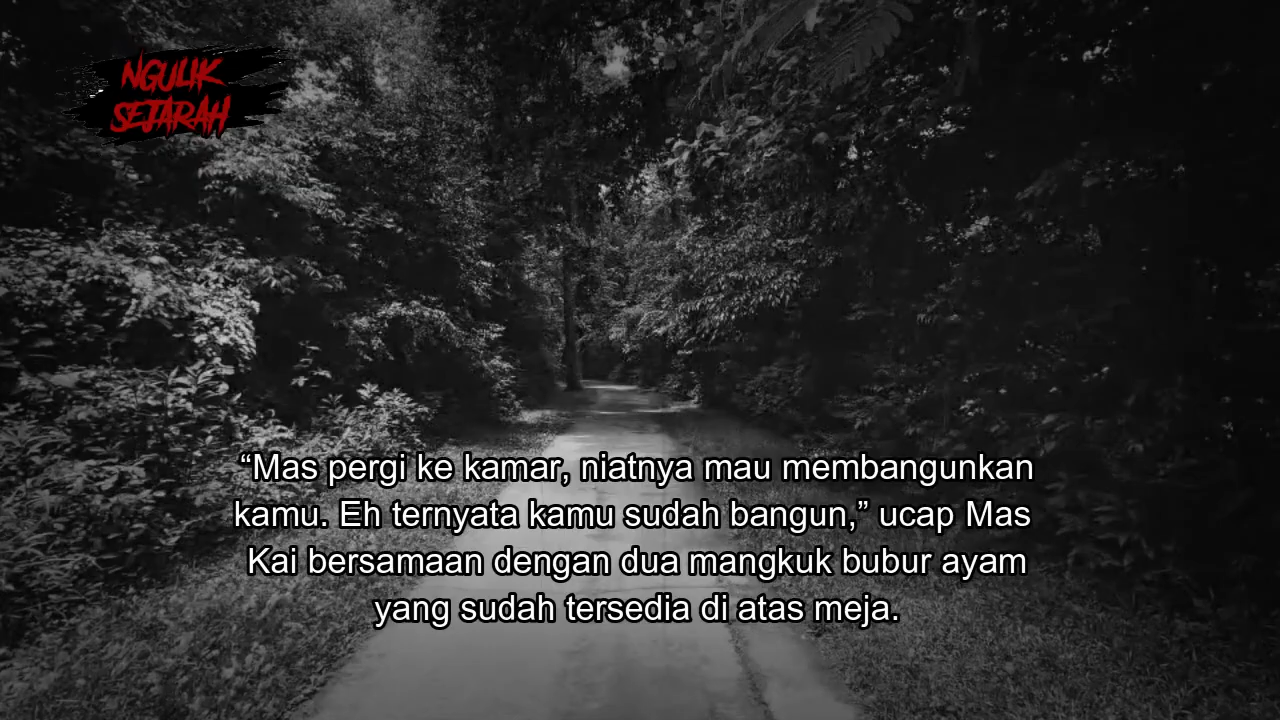 NGULIK
SEJARAH
“Mas pergi ke kamar, niatnya mau membangunkan
kamu. Eh ternyata kamu sudah bangun,” ucap Mas
Kai bersamaan dengan dua mangkuk bubur ayam
yang sudah tersedia di atas meja.